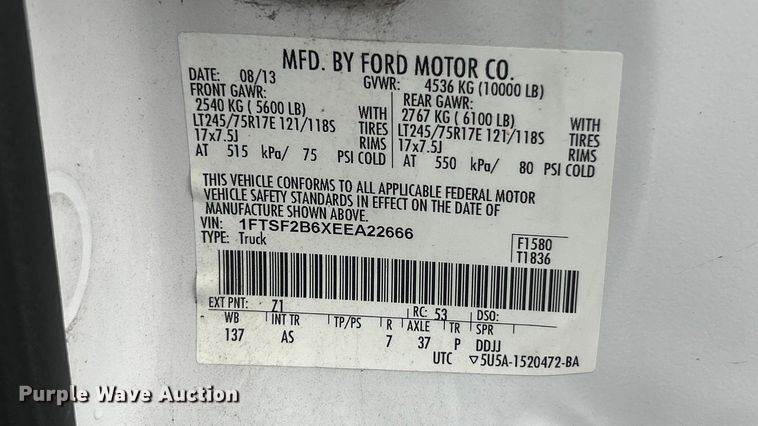 MFD. BY FORD MOTOR CO.
DATE: 08/13 GVWR: 4536 KG (10000 LB)
FRONT GAWR: REAR GAWR:
2540 KG (5600 LB) WITH 2767 KG (6100 LB) WITH
LT245/75R17E 121/118S TIRES LT245/75R17E 121/118S TIRES
17x7.5J RIMS 17x7.5J RIMS
AT 515 kPa/ 75 PSI COLD AT 550 kPa/ 80 PSI COLD
THIS VEHICLE CONFORMS TO ALL APPLICABLE FEDERAL MOTOR
VEHICLE SAFETY STANDARDS IN EFFECT ON THE DATE OF
MANUFACTURE SHOWN ABOVE.
VIN: 1FTSF2B6XEEA22666
TYPE: Truck
F1580
T1836
EXT PNT: Z1 RC: 53 DSO:
WB INT TR TP/PS R AXLE TR SPR
137 AS 7 37 P DDJJ
UTC ▽5U5A-1520472-BA
Purple Wave Auction